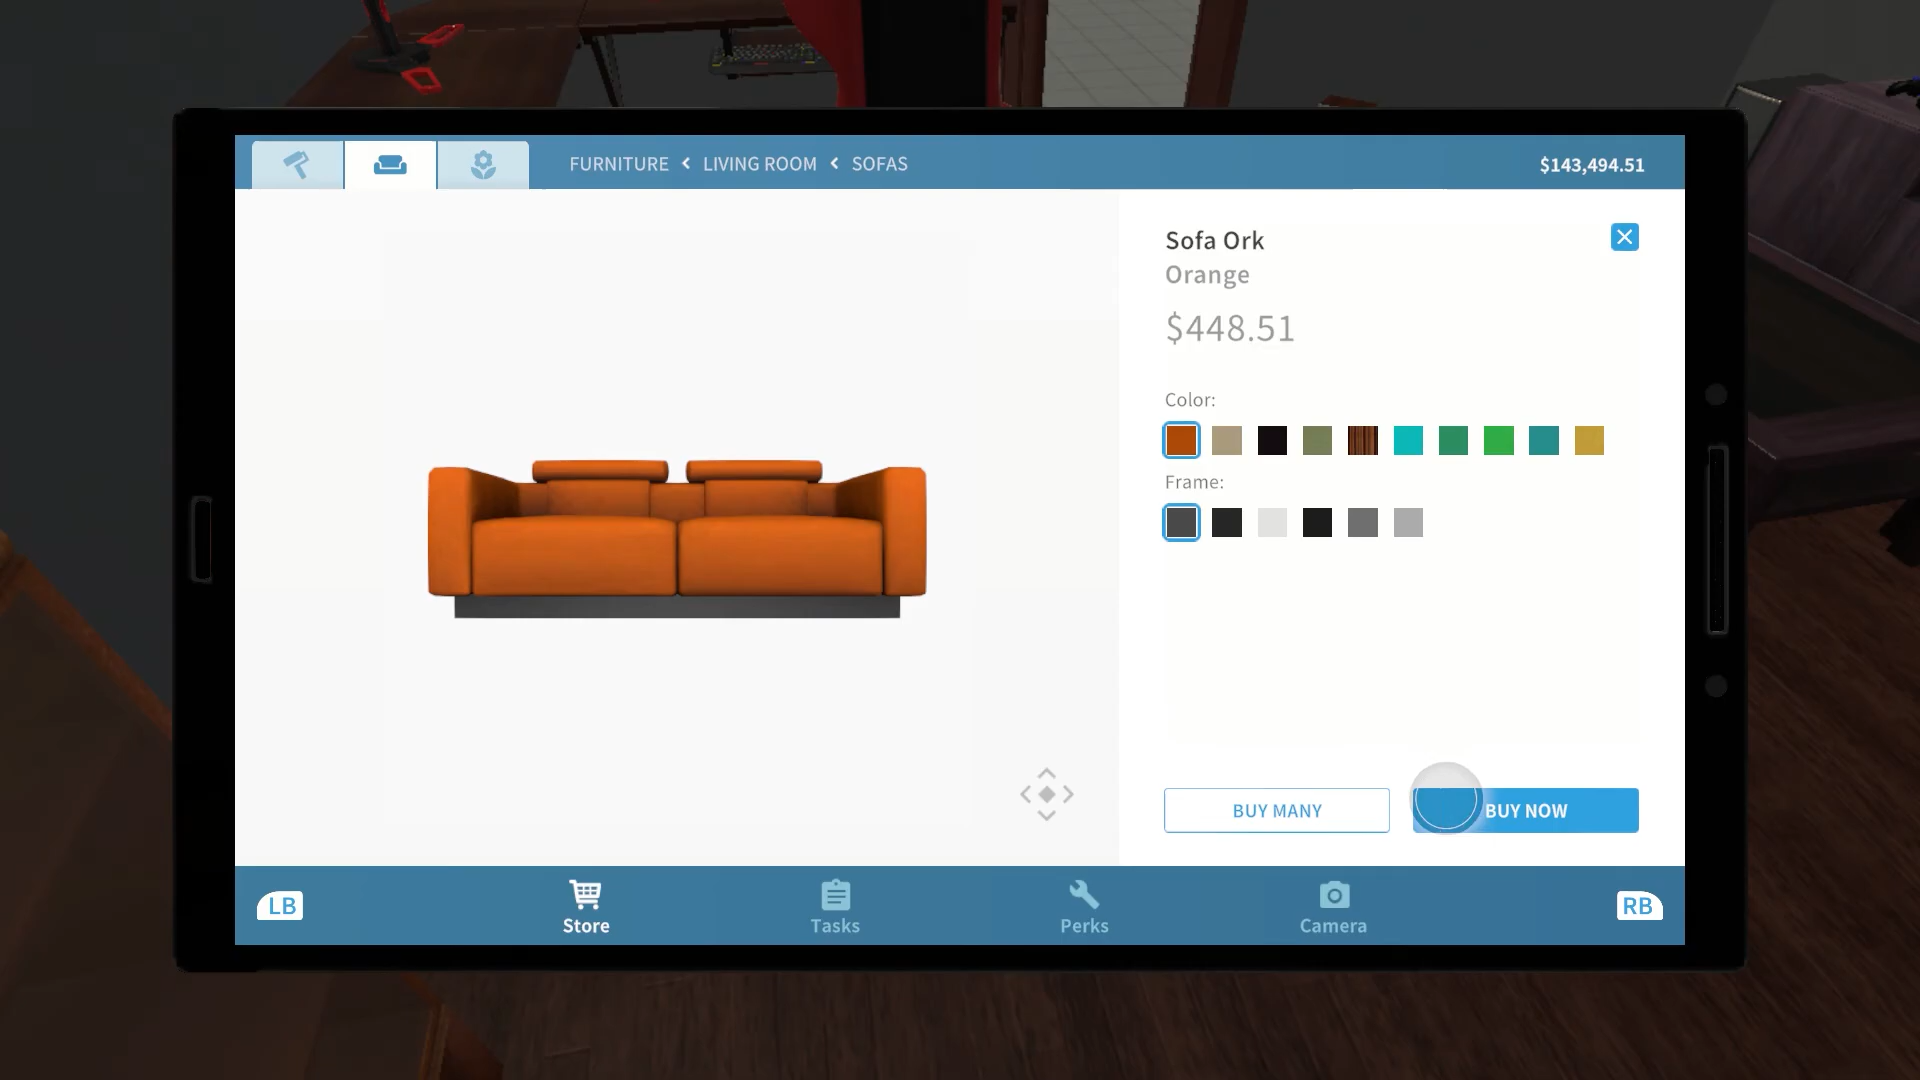 FURNITURE < LIVING ROOM < SOFAS
$143,494.51
Sofa Ork
Orange
$448.51
Color:
Frame:
BUY MANY
BUY NOW
LB
Store
Tasks
Perks
Camera
RB